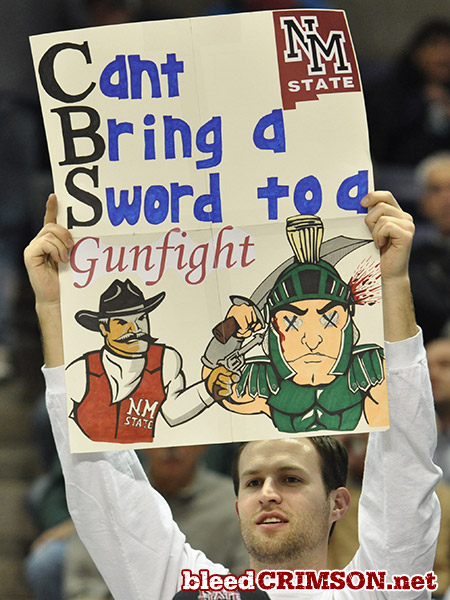 Cant
Bring a
Sword to a
Gunfight
NM
STATE
NM
STATE
bleedCRIMSON.net